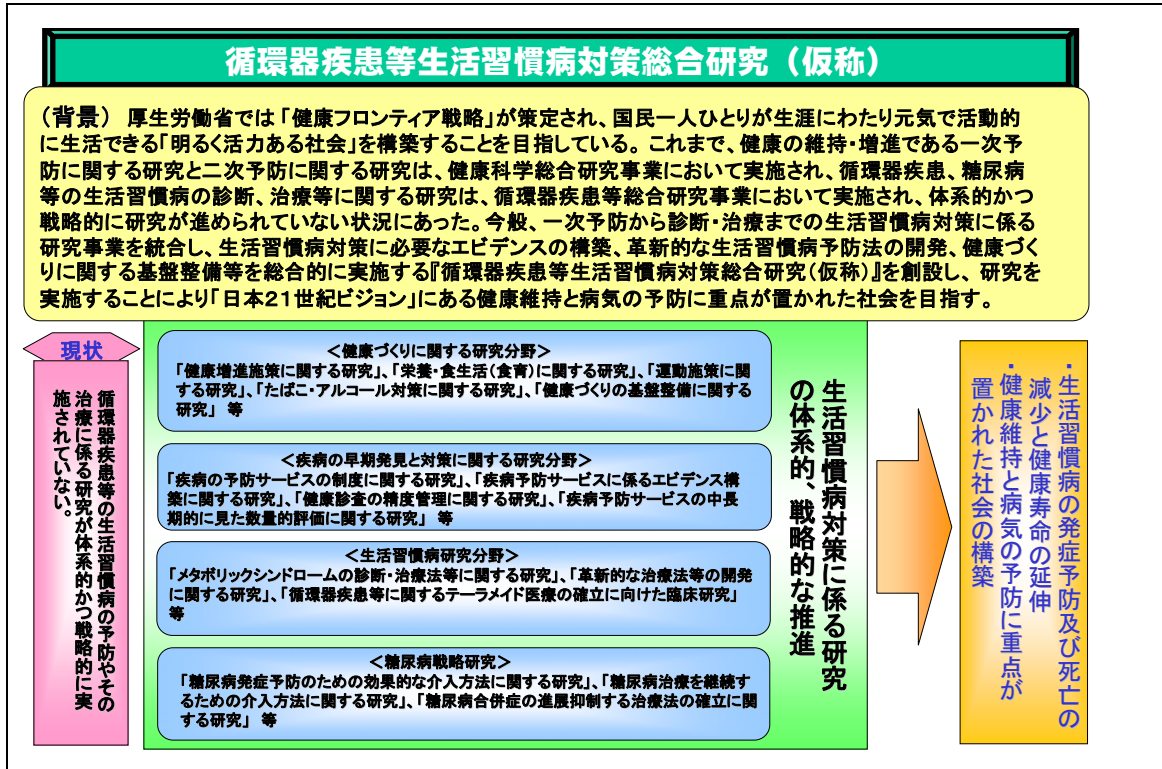 循環器疾患等生活習慣病対策総合研究（仮称）
（背景） 厚生労働省では「健康フロンティア戦略」が策定され、国民一人ひとりが生涯にわたり元気で活動的
に生活できる「明るく活力ある社会」を構築することを目指している。これまで、健康の維持・増進である一次予
防に関する研究と二次予防に関する研究は、健康科学総合研究事業において実施され、循環器疾患、糖尿病
等の生活習慣病の診断、治療等に関する研究は、循環器疾患等総合研究事業において実施され、体系的かつ
戦略的に研究が進められていない状況にあった。今般、一次予防から診断・治療までの生活習慣病対策に係る
研究事業を統合し、生活習慣病対策に必要なエビデンスの構築、革新的な生活習慣病予防法の開発、健康づく
りに関する基盤整備等を総合的に実施する『循環器疾患等生活習慣病対策総合研究（仮称）』を創設し、研究を
実施することにより「日本２１世紀ビジョン」にある健康維持と病気の予防に重点が置かれた社会を目指す。
現状
循環器疾患等の生活習慣病の予防やその
治療に係る研究が体系的かつ戦略的に実
施されていない。
＜健康づくりに関する研究分野＞
「健康増進施策に関する研究」、「栄養・食生活（食育）に関する研究」、「運動施策に関
する研究」、「たばこ・アルコール対策に関する研究」、「健康づくりの基盤整備に関する
研究」 等
＜疾病の早期発見と対策に関する研究分野＞
「疾病の予防サービスの制度に関する研究」、「疾病予防サービスに係るエビデンス構
築に関する研究」、「健康診査の精度管理に関する研究」、「疾病予防サービスの中長
期的に見た数量的評価に関する研究」 等
＜生活習慣病研究分野＞
「メタボリックシンドロームの診断・治療法等に関する研究」、「革新的な治療法等の開発
に関する研究」、「循環器疾患等に関するテーラメイド医療の確立に向けた臨床研究」
等
＜糖尿病戦略研究＞
「糖尿病発症予防のための効果的な介入方法に関する研究」、「糖尿病治療を継続す
るための介入方法に関する研究」、「糖尿病合併症の進展抑制する治療法の確立に関
する研究」 等
生活習慣病対策に係る研究
の体系的、戦略的な推進
・生活習慣病の発症予防及び死亡の
減少と健康寿命の延伸
・健康維持と病気の予防に重点が
置かれた社会の構築